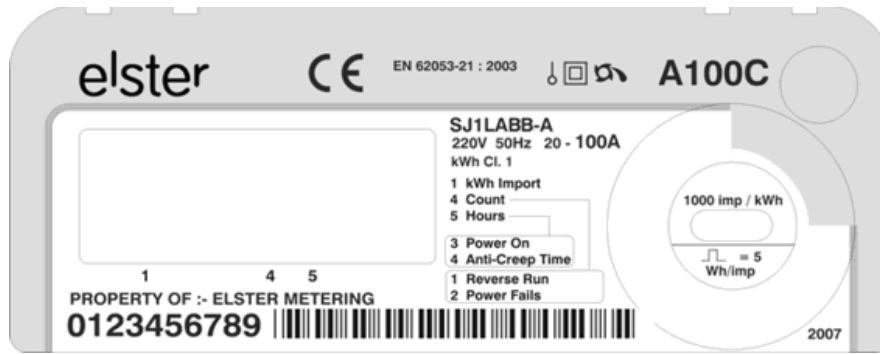 elster
CE
EN 62053-21 : 2003
A100C
SJ1LABB-A
220V 50Hz 20 - 100A
kWh Cl. 1
1 kWh Import
4 Count
5 Hours
3 Power On
4 Anti-Creep Time
1 Reverse Run
2 Power Fails
1000 imp / kWh
= 5
Wh/imp
1 4 5
PROPERTY OF :- ELSTER METERING
0123456789
2007